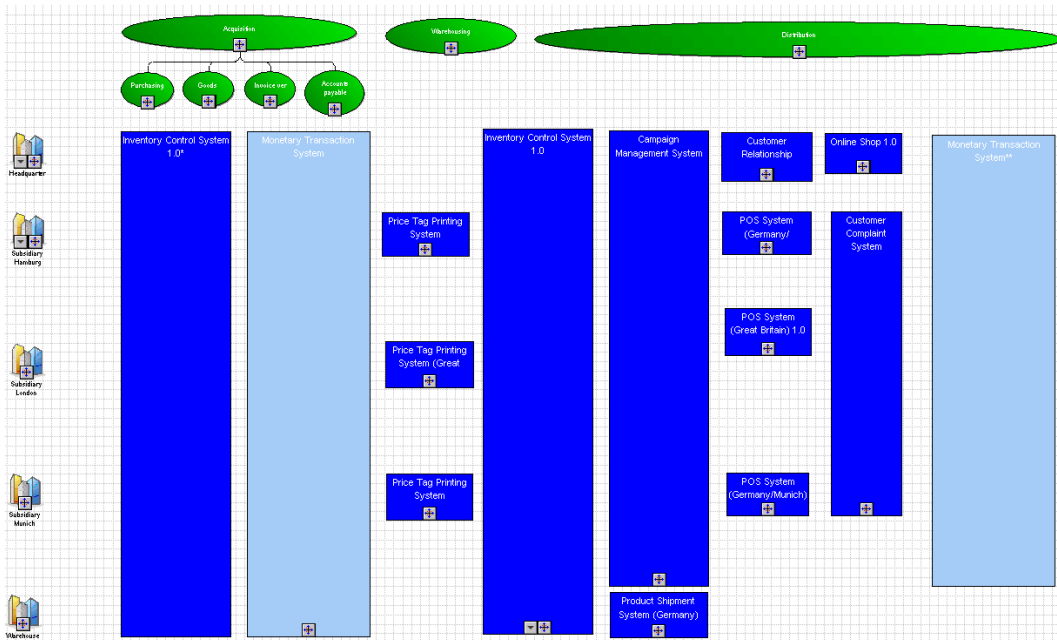 Acquisition
Warehousing
Distribution
Purchasing
Goods
Invoice ver
Accounts
payable
Headquarter
Inventory Control System
1.0*
Monetary Transaction
System
Inventory Control System
1.0
Campaign
Management System
Customer
Relationship
Online Shop 1.0
Monetary Transaction
System**
Subsidiary
Hamburg
Price Tag Printing
System
POS System
(Germany/
Customer
Complaint
System
POS System
(Great Britain) 1.0
Subsidiary
London
Price Tag Printing
System (Great
Subsidiary
Munich
Price Tag Printing
System
POS System
(Germany/Munich)
Warehouse
Product Shipment
System (Germany)